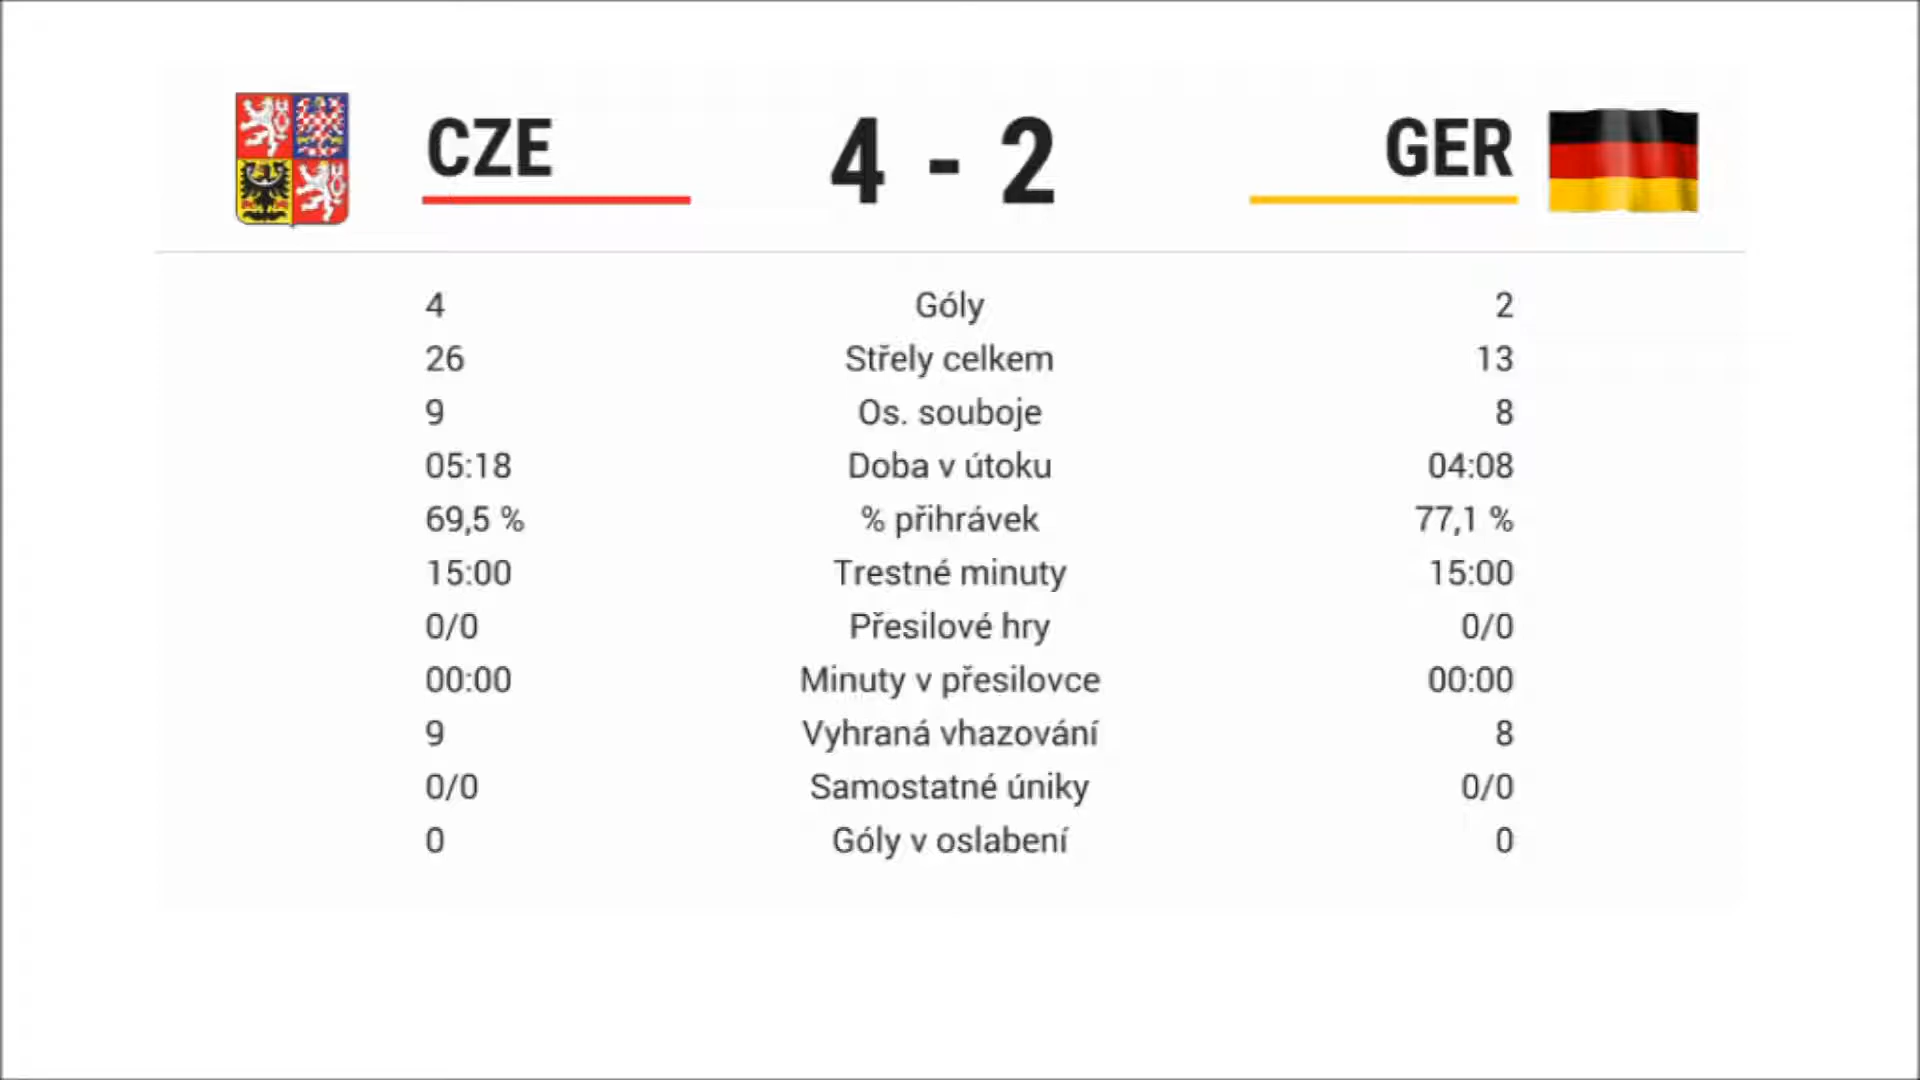 CZE 4 - 2 GER
4 Góly 2
26 Střely celkem 13
9 Os. souboje 8
05:18 Doba v útoku 04:08
69,5 % % přihrávek 77,1 %
15:00 Trestné minuty 15:00
0/0 Přesilové hry 0/0
00:00 Minuty v přesilovce 00:00
9 Vyhraná vhazování 8
0/0 Samostatné úniky 0/0
0 Góly v oslabení 0